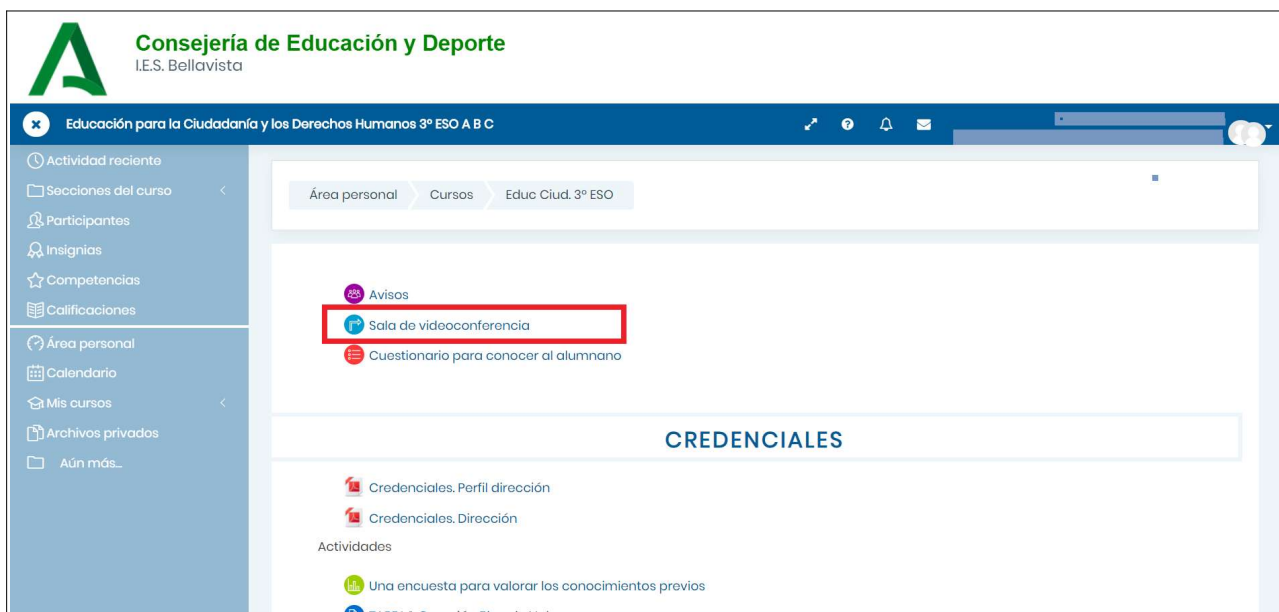 Consejería de Educación y Deporte
I.E.S. Bellavista
Educación para la Ciudadanía y los Derechos Humanos 3º ESO A B C
Actividad reciente
Secciones del curso
Participantes
Insignias
Competencias
Calificaciones
Área personal
Calendario
Mis cursos
Archivos privados
Aún más...
Área personal Cursos Educ Ciud. 3º ESO
Avisos
Sala de videoconferencia
Cuestionario para conocer al alumnano
CREDENCIALES
Credenciales. Perfil dirección
Credenciales. Dirección
Actividades
Una encuesta para valorar los conocimientos previos